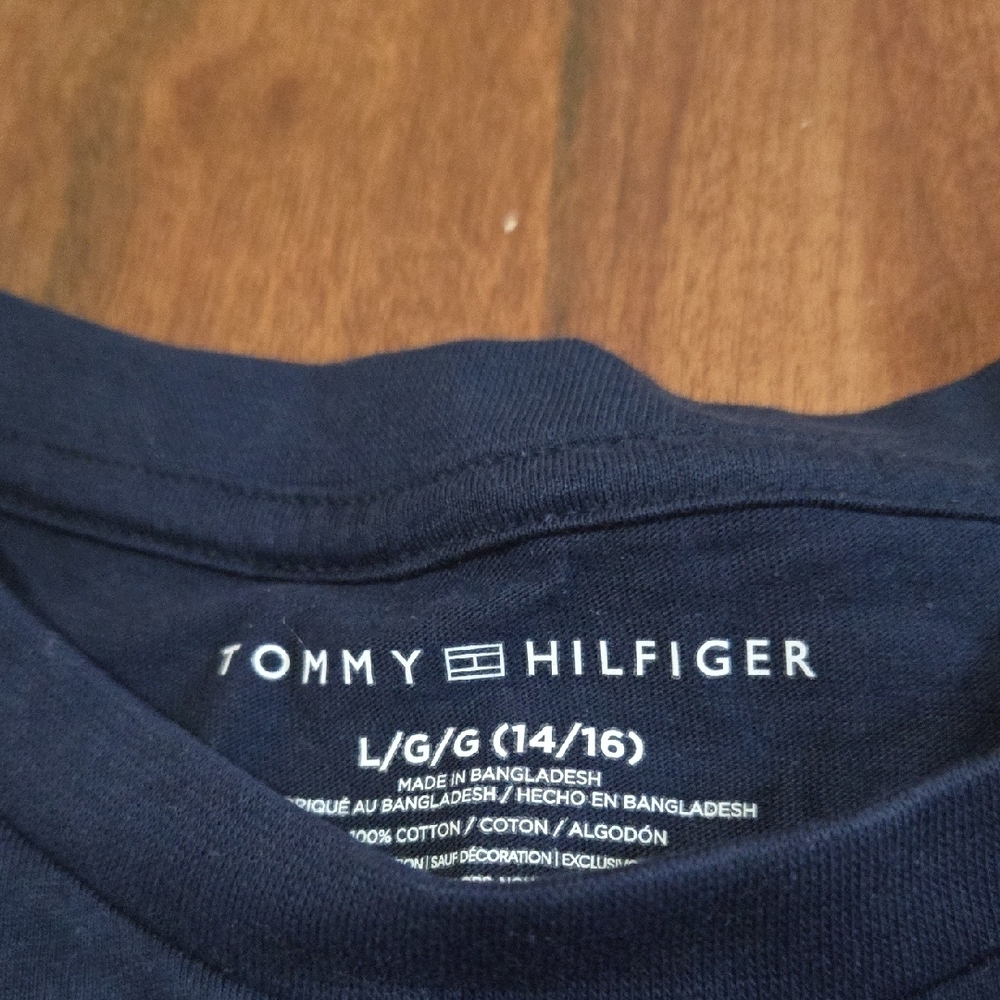 TOMMY HILFIGER
L/G/G (14/16)
MADE IN BANGLADESH
AU BANGLADESH / HECHO EN BANGLADESH
100% COTTON / COTON / ALGODÓN
SAUF DÉCORATION |